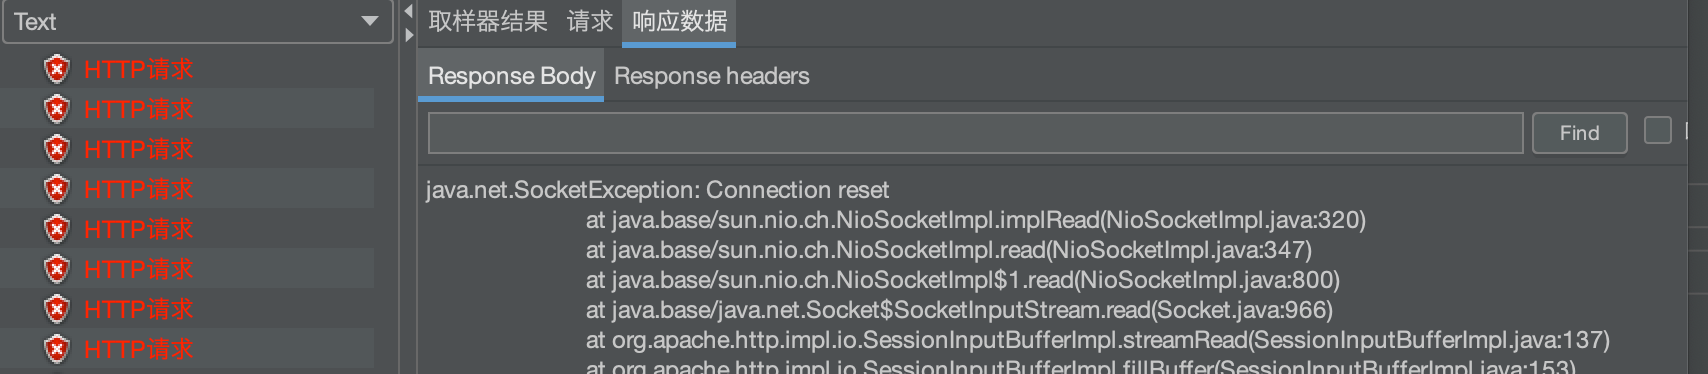 Text
取样器结果 请求 响应数据
HTTP请求
HTTP请求
HTTP请求
HTTP请求
HTTP请求
HTTP请求
HTTP请求
HTTP请求
Response Body Response headers
Find
java.net.SocketException: Connection reset
at java.base/sun.nio.ch.NioSocketImpl.implRead(NioSocketImpl.java:320)
at java.base/sun.nio.ch.NioSocketImpl.read(NioSocketImpl.java:347)
at java.base/sun.nio.ch.NioSocketImpl$1.read(NioSocketImpl.java:800)
at java.base/java.net.Socket$SocketInputStream.read(Socket.java:966)
at org.apache.http.impl.io.SessionInputBufferImpl.streamRead(SessionInputBufferImpl.java:137)
at org.apache.http.impl.io.SessionInputBufferImpl.fillBuffer(SessionInputBufferImpl.java:153)